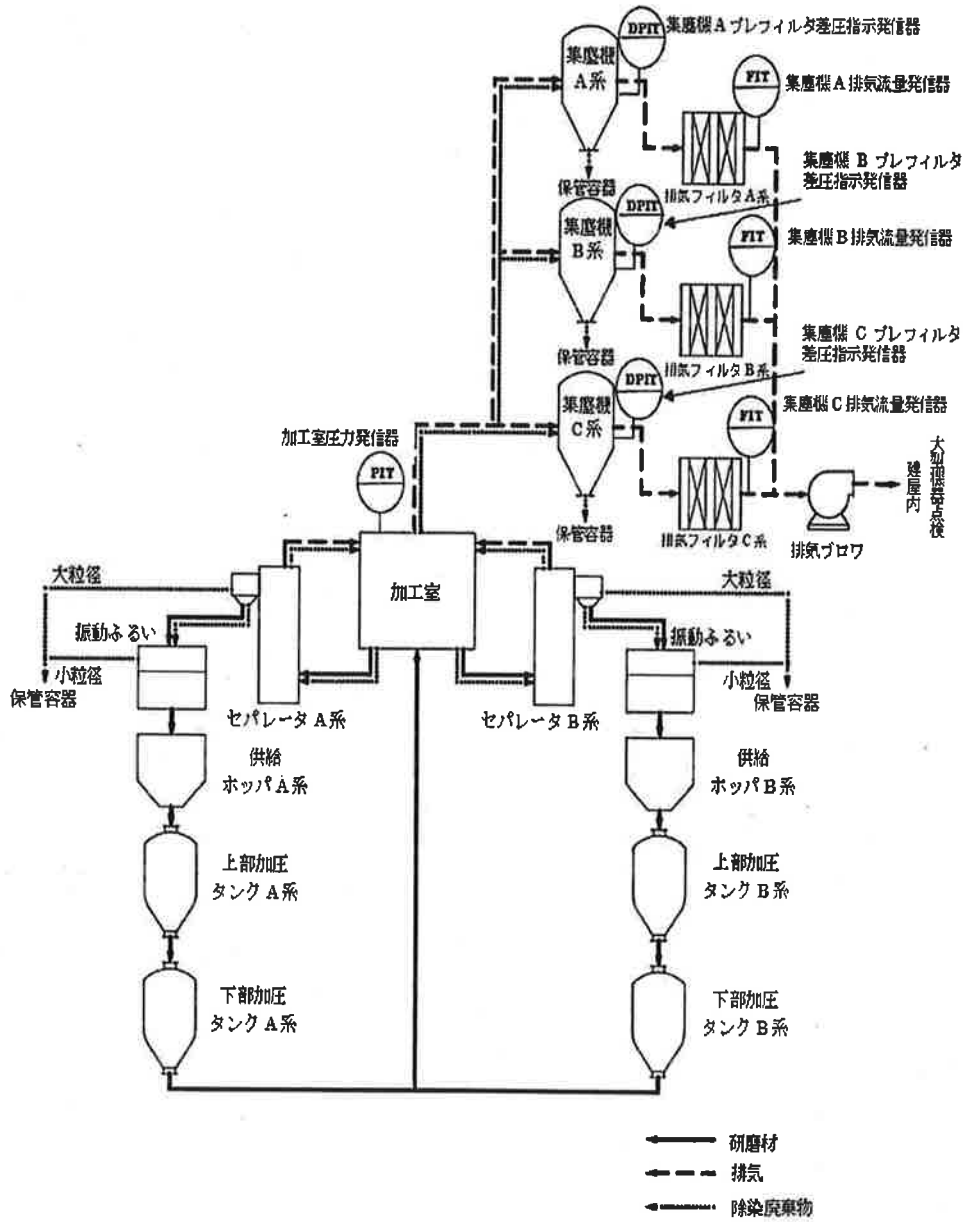 DPIT
集塵機Aプレフィルタ差圧指示発信器
集塵機
A系
FIT
集塵機A排気流量発信器
保管容器
排気フィルタA系
集塵機 B プレフィルタ
差圧指示発信器
DPIT
集塵機
B系
FIT
集塵機B排気流量発信器
保管容器
排気フィルタB系
集塵機 C プレフィルタ
差圧指示発信器
DPIT
集塵機
C系
FIT
集塵機C排気流量発信器
保管容器
排気フィルタC系
大型機器点検
建屋内
排気ブロワ
加工室圧力発信器
PIT
加工室
大粒径
振動ふるい
小粒径
保管容器
セパレータA系
供給
ホッパA系
上部加圧
タンクA系
下部加圧
タンクA系
大粒径
振動ふるい
小粒径
保管容器
セパレータB系
供給
ホッパB系
上部加圧
タンクB系
下部加圧
タンクB系
研磨材
排気
除染廃棄物